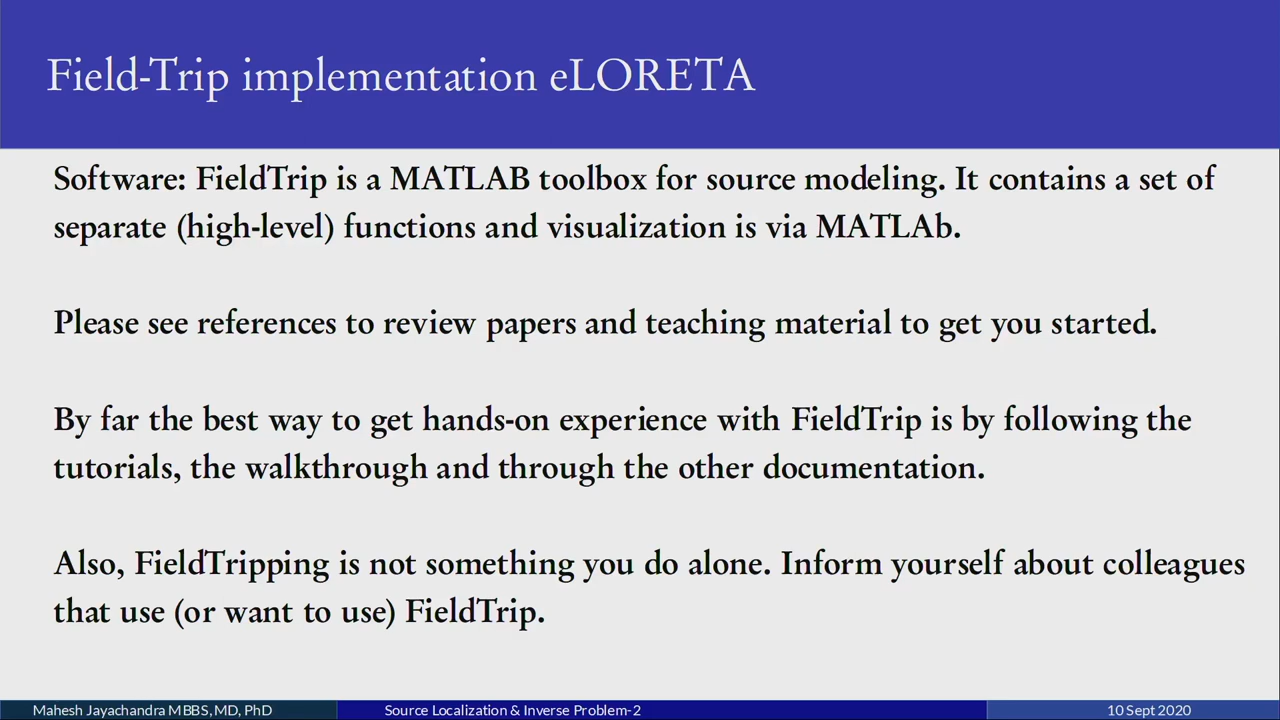 Field-Trip implementation eLORETA
Software: FieldTrip is a MATLAB toolbox for source modeling. It contains a set of
separate (high-level) functions and visualization is via MATLAb.
Please see references to review papers and teaching material to get you started.
By far the best way to get hands-on experience with FieldTrip is by following the
tutorials, the walkthrough and through the other documentation.
Also, FieldTripping is not something you do alone. Inform yourself about colleagues
that use (or want to use) FieldTrip.
Mahesh Jayachandra MBBS, MD, PhD
Source Localization & Inverse Problem-2
10 Sept 2020